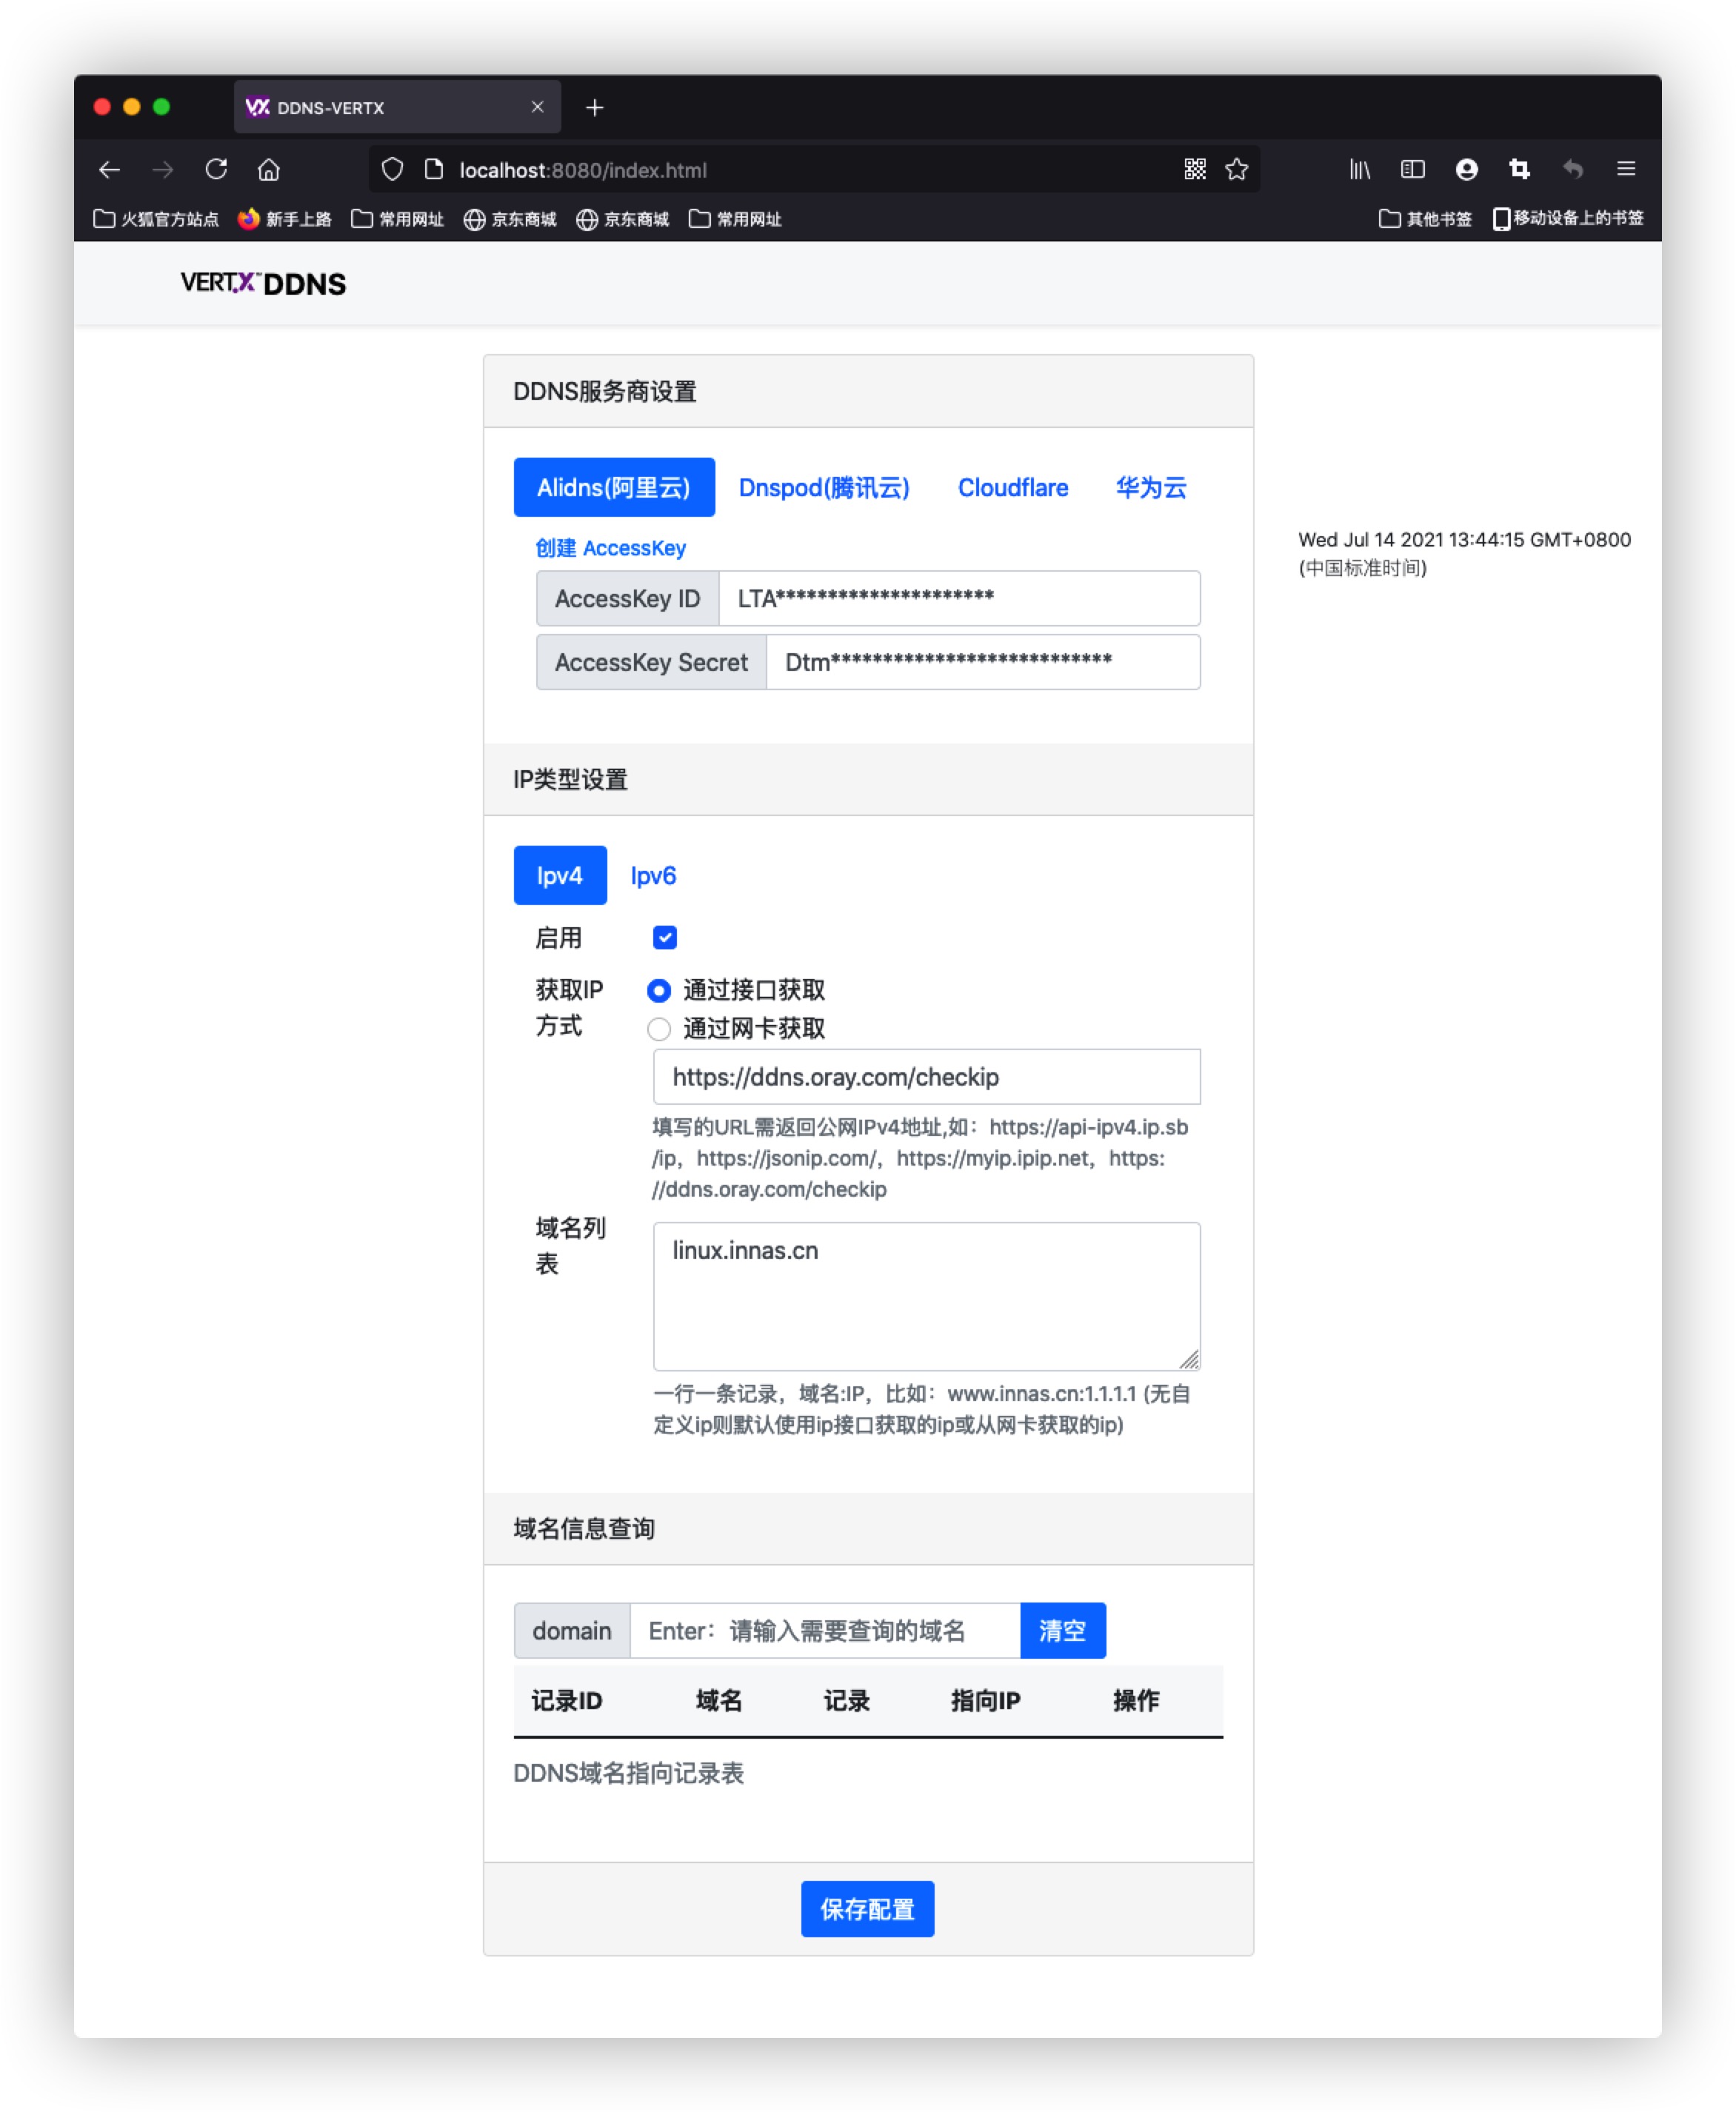 DDNS-VERTX
localhost:8080/index.html
火狐官方站点 新手上路 常用网址 京东商城 京东商城 常用网址 其他书签 移动设备上的书签
VERT.X™ DDNS
DDNS服务商设置
Alidns(阿里云) Dnspod(腾讯云) Cloudflare 华为云
创建 AccessKey
AccessKey ID LTA*********************
AccessKey Secret Dtm***************************
Wed Jul 14 2021 13:44:15 GMT+0800
(中国标准时间)
IP类型设置
Ipv4 Ipv6
启用
获取IP
方式
通过接口获取
通过网卡获取
https://ddns.oray.com/checkip
填写的URL需返回公网IPv4地址,如：https://api-ipv4.ip.sb
/ip，https://jsonip.com/，https://myip.ipip.net，https:
//ddns.oray.com/checkip
域名列
表
linux.innas.cn
一行一条记录，域名:IP，比如：www.innas.cn:1.1.1.1 (无自
定义ip则默认使用ip接口获取的ip或从网卡获取的ip)
域名信息查询
domain Enter：请输入需要查询的域名 清空
记录ID 域名 记录 指向IP 操作
DDNS域名指向记录表
保存配置